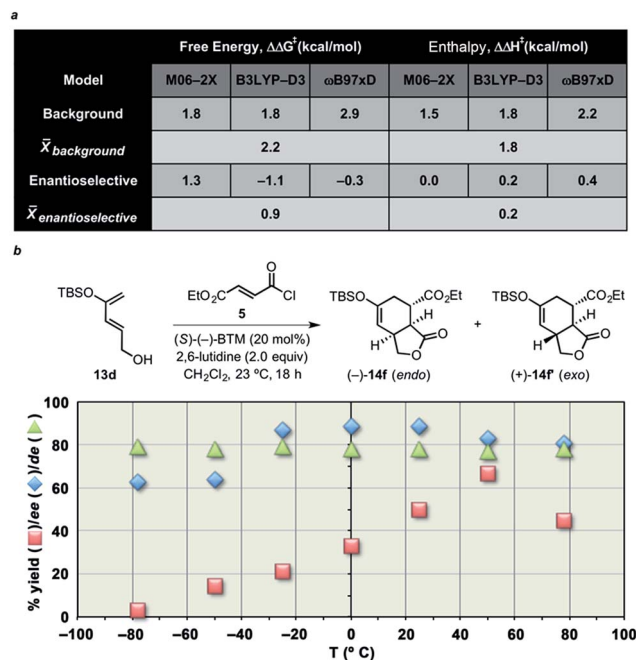 a
Free Energy, ΔΔG‡(kcal/mol) Enthalpy, ΔΔH‡(kcal/mol)
Model M06–2X B3LYP–D3 ωB97xD M06–2X B3LYP–D3 ωB97xD
Background 1.8 1.8 2.9 1.5 1.8 2.2
X̄background 2.2 1.8
Enantioselective 1.3 –1.1 –0.3 0.0 0.2 0.4
X̄enantioselective 0.9 0.2
b
TBSO
OH
13d
EtO2C
O
Cl
5
(S)-(–)-BTM (20 mol%)
2,6-lutidine (2.0 equiv)
CH2Cl2, 23 ºC, 18 h
TBSO
CO2Et
H
H
O
O
(–)-14f (endo)
+
TBSO
CO2Et
H
H
O
O
(+)-14f' (exo)
% yield ( )/ee ( )/de ( )
100
80
60
40
20
0
–100 –80 –60 –40 –20 0 20 40 60 80 100
T (º C)